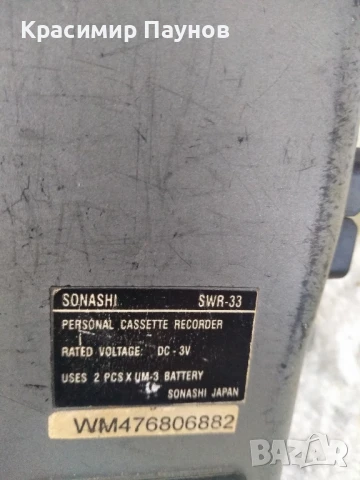 Красимир Паунов
SONASHI SWR-33
PERSONAL CASSETTE RECORDER
RATED VOLTAGE: DC - 3V
USES 2 PCS X UM-3 BATTERY
SONASHI JAPAN
WM476806882
BAZAR